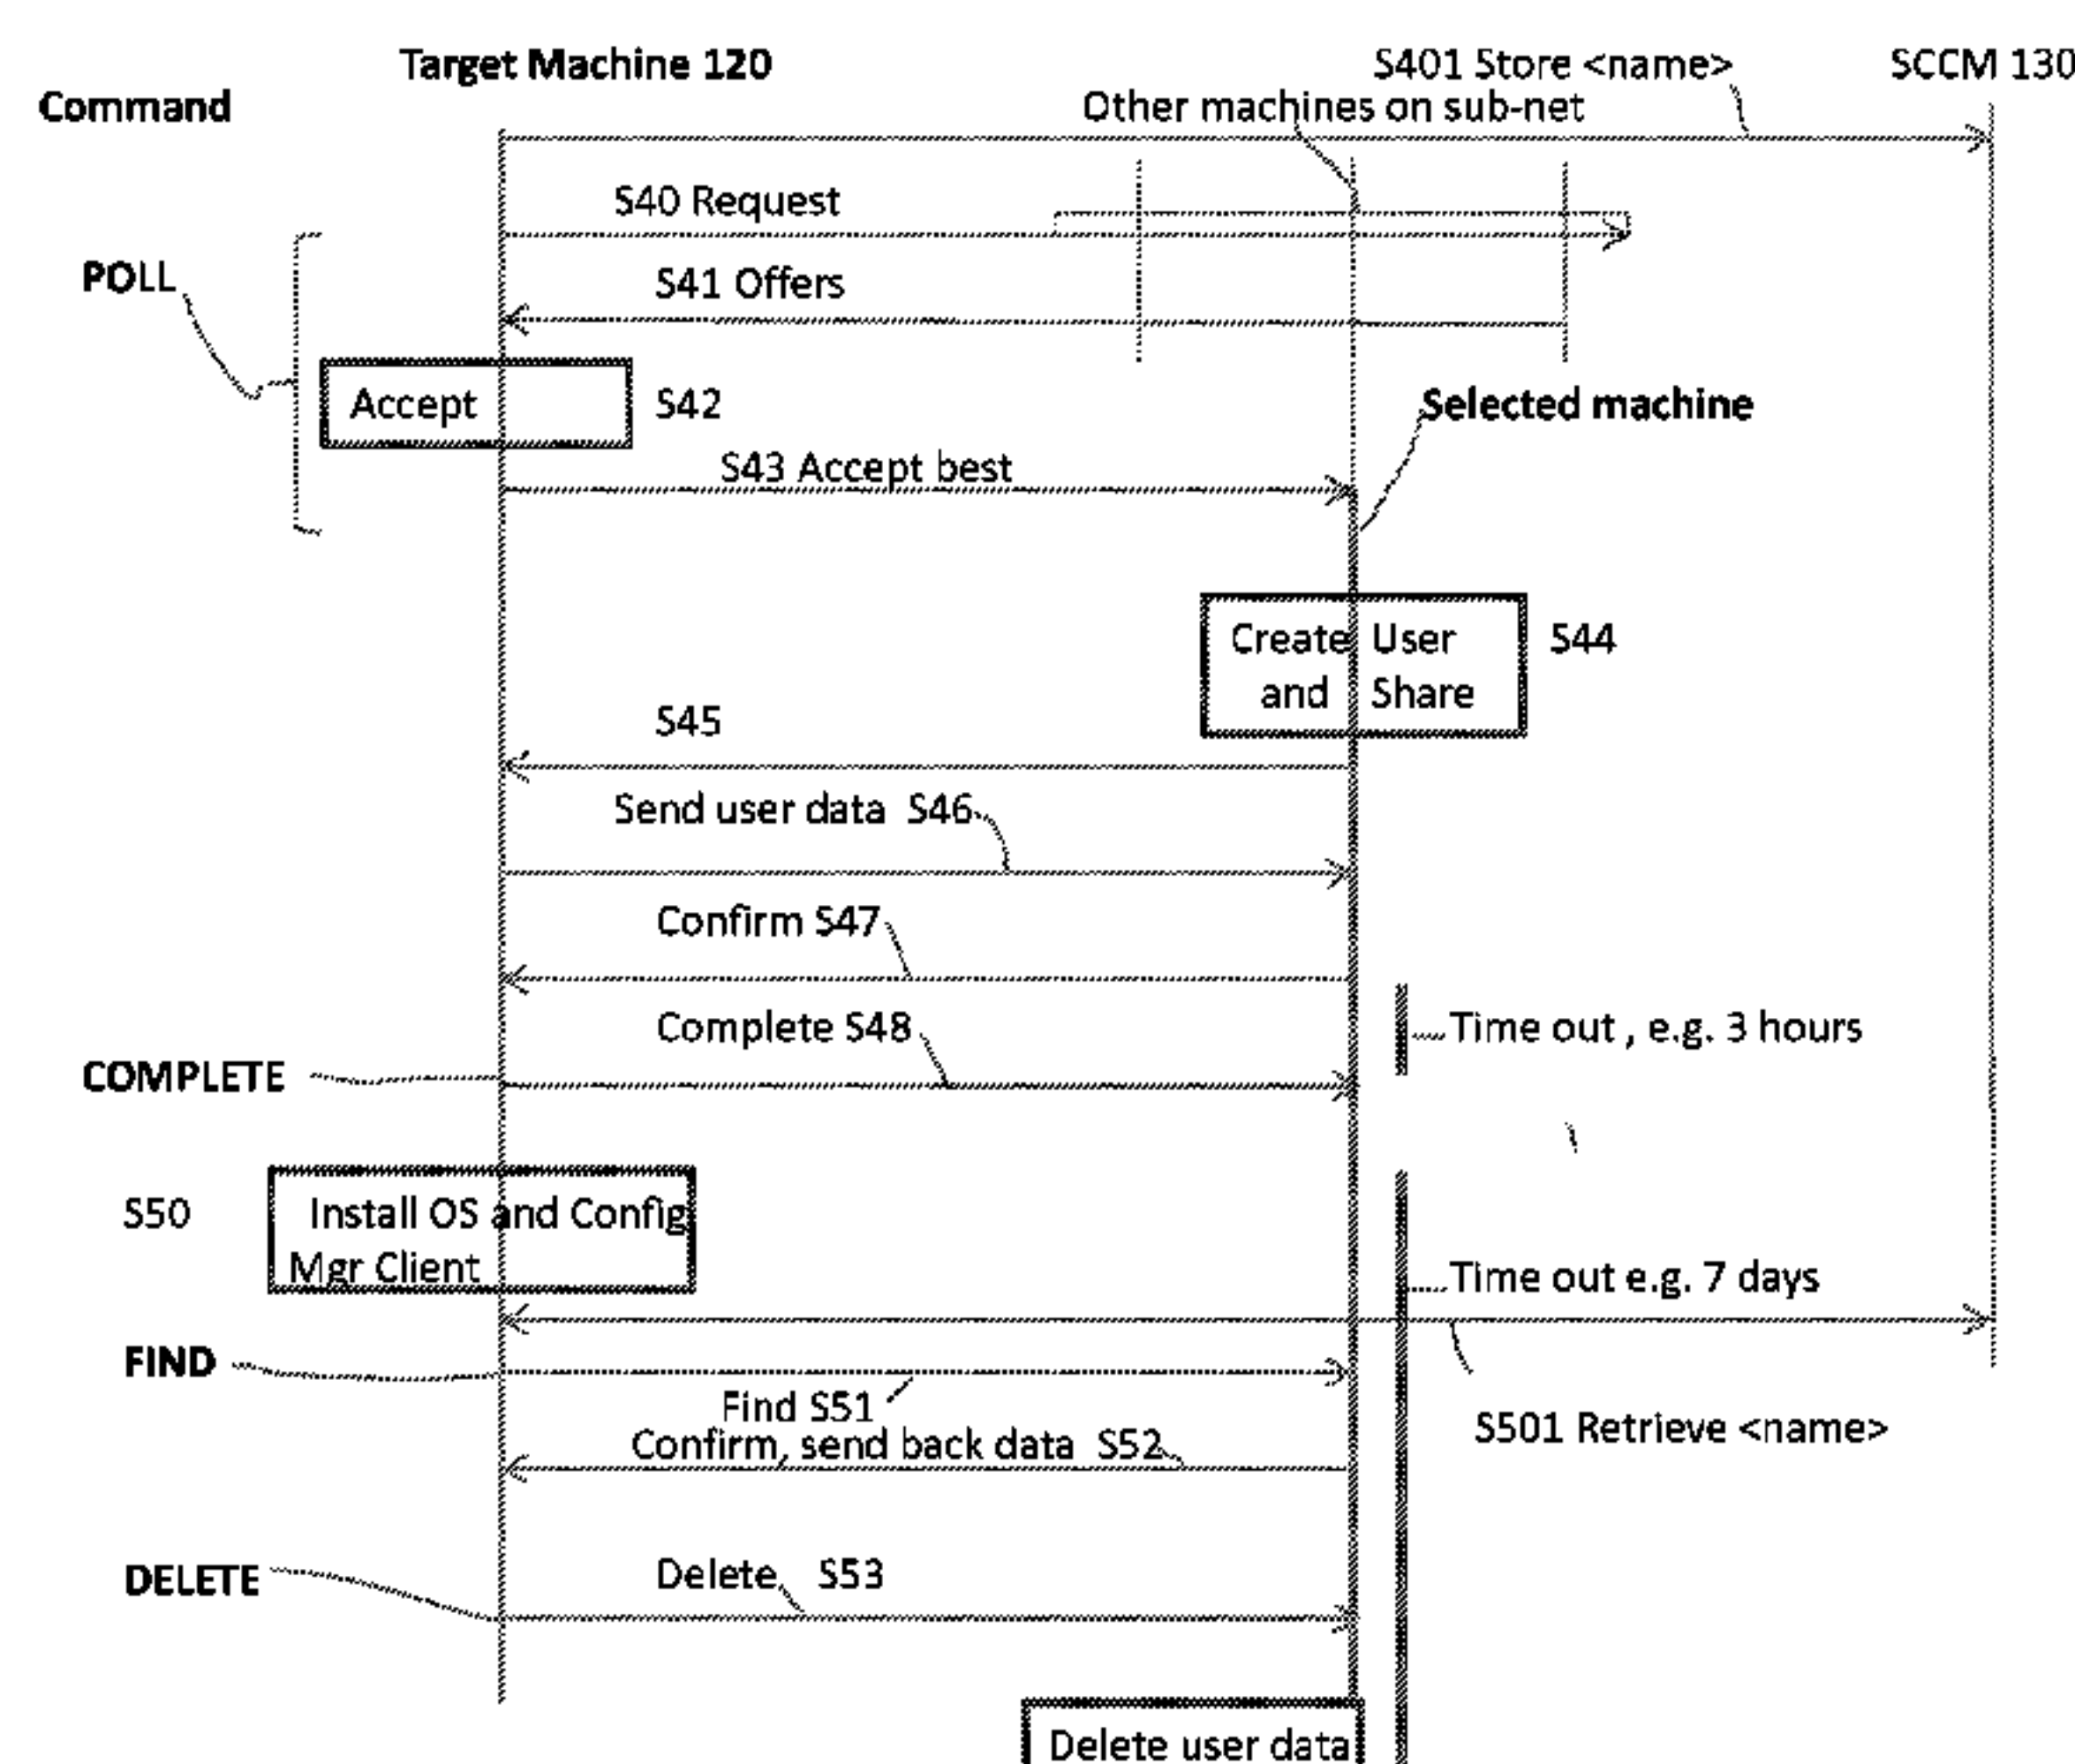 Target Machine 120
S401 Store <name>
SCCM 130
Command
Other machines on sub-net
S40 Request
POLL
S41 Offers
Accept
S42
Selected machine
S43 Accept best
Create User
and Share
S44
S45
Send user data S46
Confirm S47
Complete S48
Time out , e.g. 3 hours
COMPLETE
S50
Install OS and Config
Mgr Client
Time out e.g. 7 days
FIND
Find S51
S501 Retrieve <name>
Confirm, send back data S52
DELETE
Delete S53
Delete user data